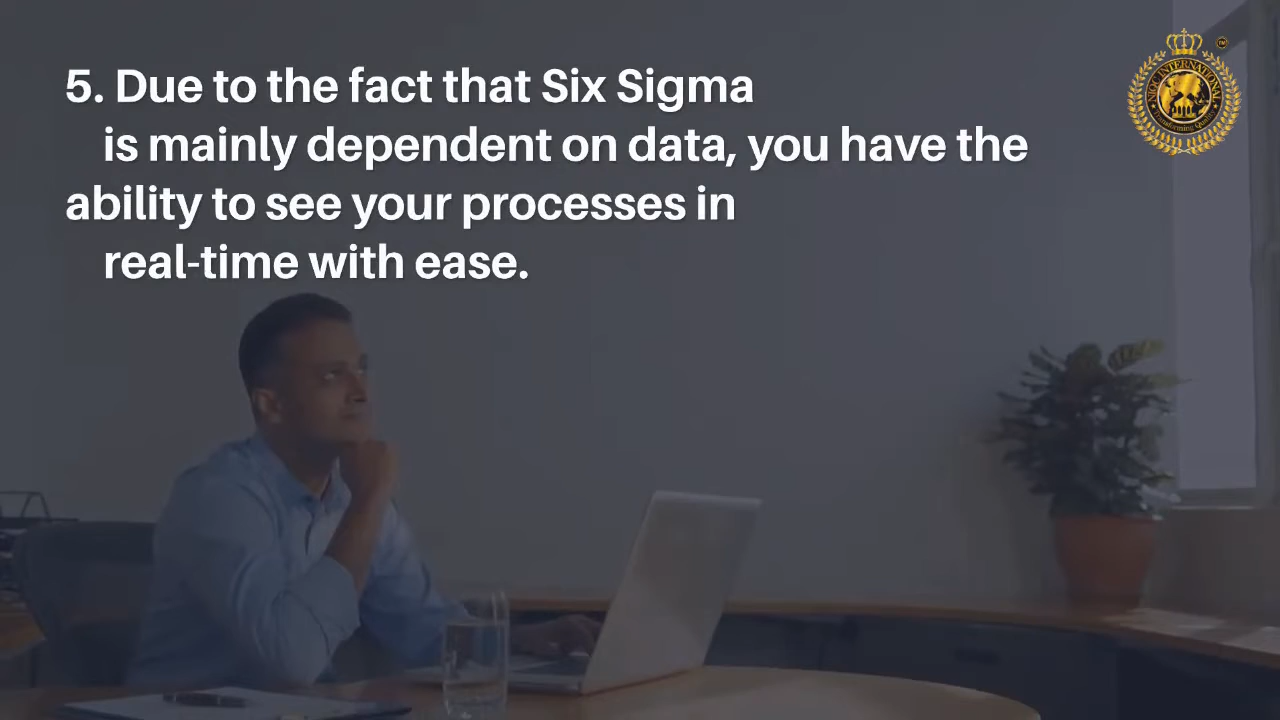 5. Due to the fact that Six Sigma
is mainly dependent on data, you have the
ability to see your processes in
real-time with ease.
TM